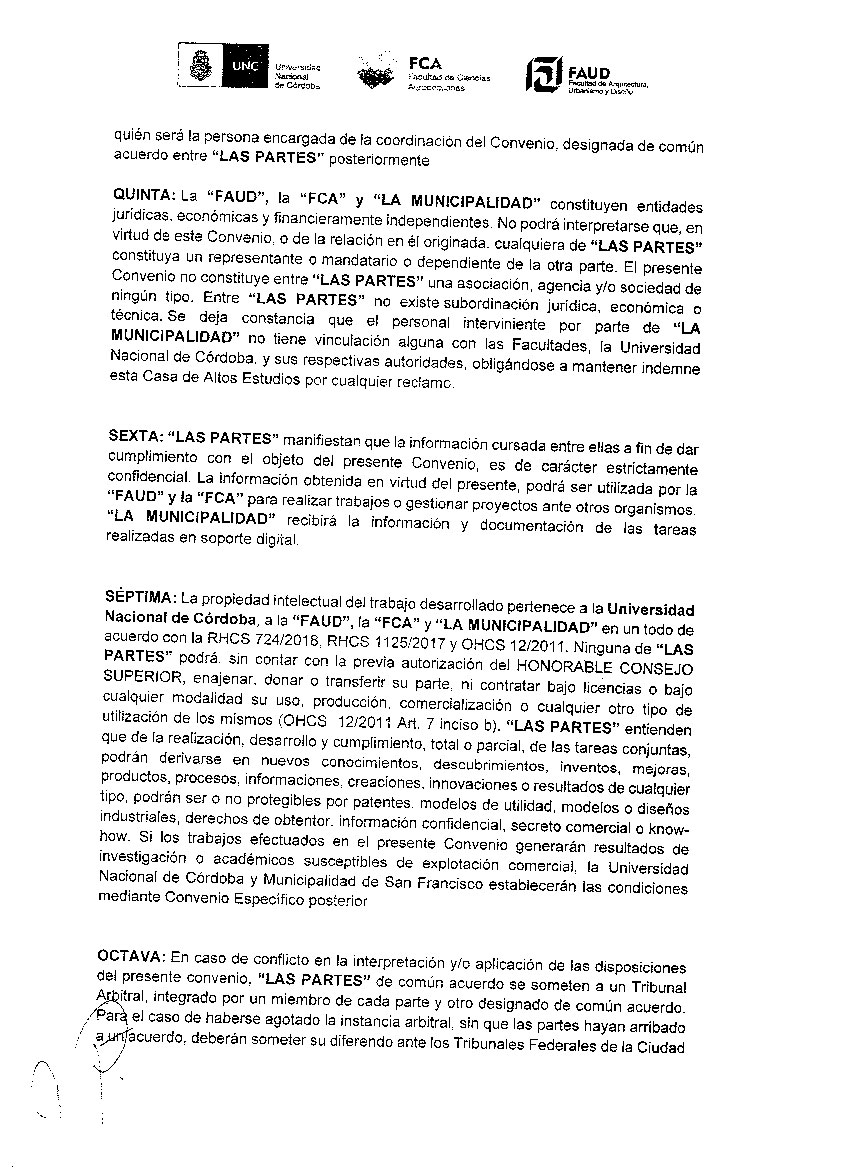 UNC
Universidad
Nacional
de Córdoba
FCA
Facultad de Ciencias
Agropecuarias
FAUD
Facultad de Arquitectura,
Urbanismo y Diseño
quién será la persona encargada de la coordinación del Convenio, designada de común
acuerdo entre “LAS PARTES” posteriormente
QUINTA: La “FAUD”, la “FCA” y “LA MUNICIPALIDAD” constituyen entidades
jurídicas, económicas y financieramente independientes. No podrá interpretarse que, en
virtud de este Convenio, o de la relación en él originada, cualquiera de “LAS PARTES”
constituya un representante o mandatario o dependiente de la otra parte. El presente
Convenio no constituye entre “LAS PARTES” una asociación, agencia y/o sociedad de
ningún tipo. Entre “LAS PARTES” no existe subordinación jurídica, económica o
técnica. Se deja constancia que el personal interviniente por parte de “LA
MUNICIPALIDAD” no tiene vinculación alguna con las Facultades, la Universidad
Nacional de Córdoba, y sus respectivas autoridades, obligándose a mantener indemne
esta Casa de Altos Estudios por cualquier reclamo.
SEXTA: “LAS PARTES” manifiestan que la información cursada entre ellas a fin de dar
cumplimiento con el objeto del presente Convenio, es de carácter estrictamente
confidencial. La información obtenida en virtud del presente, podrá ser utilizada por la
“FAUD” y la “FCA” para realizar trabajos o gestionar proyectos ante otros organismos.
“LA MUNICIPALIDAD” recibirá la información y documentación de las tareas
realizadas en soporte digital.
SÉPTIMA: La propiedad intelectual del trabajo desarrollado pertenece a la Universidad
Nacional de Córdoba, a la “FAUD”, la “FCA” y “LA MUNICIPALIDAD” en un todo de
acuerdo con la RHCS 724/2018, RHCS 1125/2017 y OHCS 12/2011. Ninguna de “LAS
PARTES” podrá, sin contar con la previa autorización del HONORABLE CONSEJO
SUPERIOR, enajenar, donar o transferir su parte, ni contratar bajo licencias o bajo
cualquier modalidad su uso, producción, comercialización o cualquier otro tipo de
utilización de los mismos (OHCS 12/2011 Art. 7 inciso b). “LAS PARTES” entienden
que de la realización, desarrollo y cumplimiento, total o parcial, de las tareas conjuntas,
podrán derivarse en nuevos conocimientos, descubrimientos, inventos, mejoras,
productos, procesos, informaciones, creaciones, innovaciones o resultados de cualquier
tipo, podrán ser o no protegibles por patentes, modelos de utilidad, modelos o diseños
industriales, derechos de obtentor, información confidencial, secreto comercial o know-
how. Si los trabajos efectuados en el presente Convenio generarán resultados de
investigación o académicos susceptibles de explotación comercial, la Universidad
Nacional de Córdoba y Municipalidad de San Francisco establecerán las condiciones
mediante Convenio Específico posterior
OCTAVA: En caso de conflicto en la interpretación y/o aplicación de las disposiciones
del presente convenio, “LAS PARTES” de común acuerdo se someten a un Tribunal
Arbitral, integrado por un miembro de cada parte y otro designado de común acuerdo.
Para el caso de haberse agotado la instancia arbitral, sin que las partes hayan arribado
a un acuerdo, deberán someter su diferendo ante los Tribunales Federales de la Ciudad